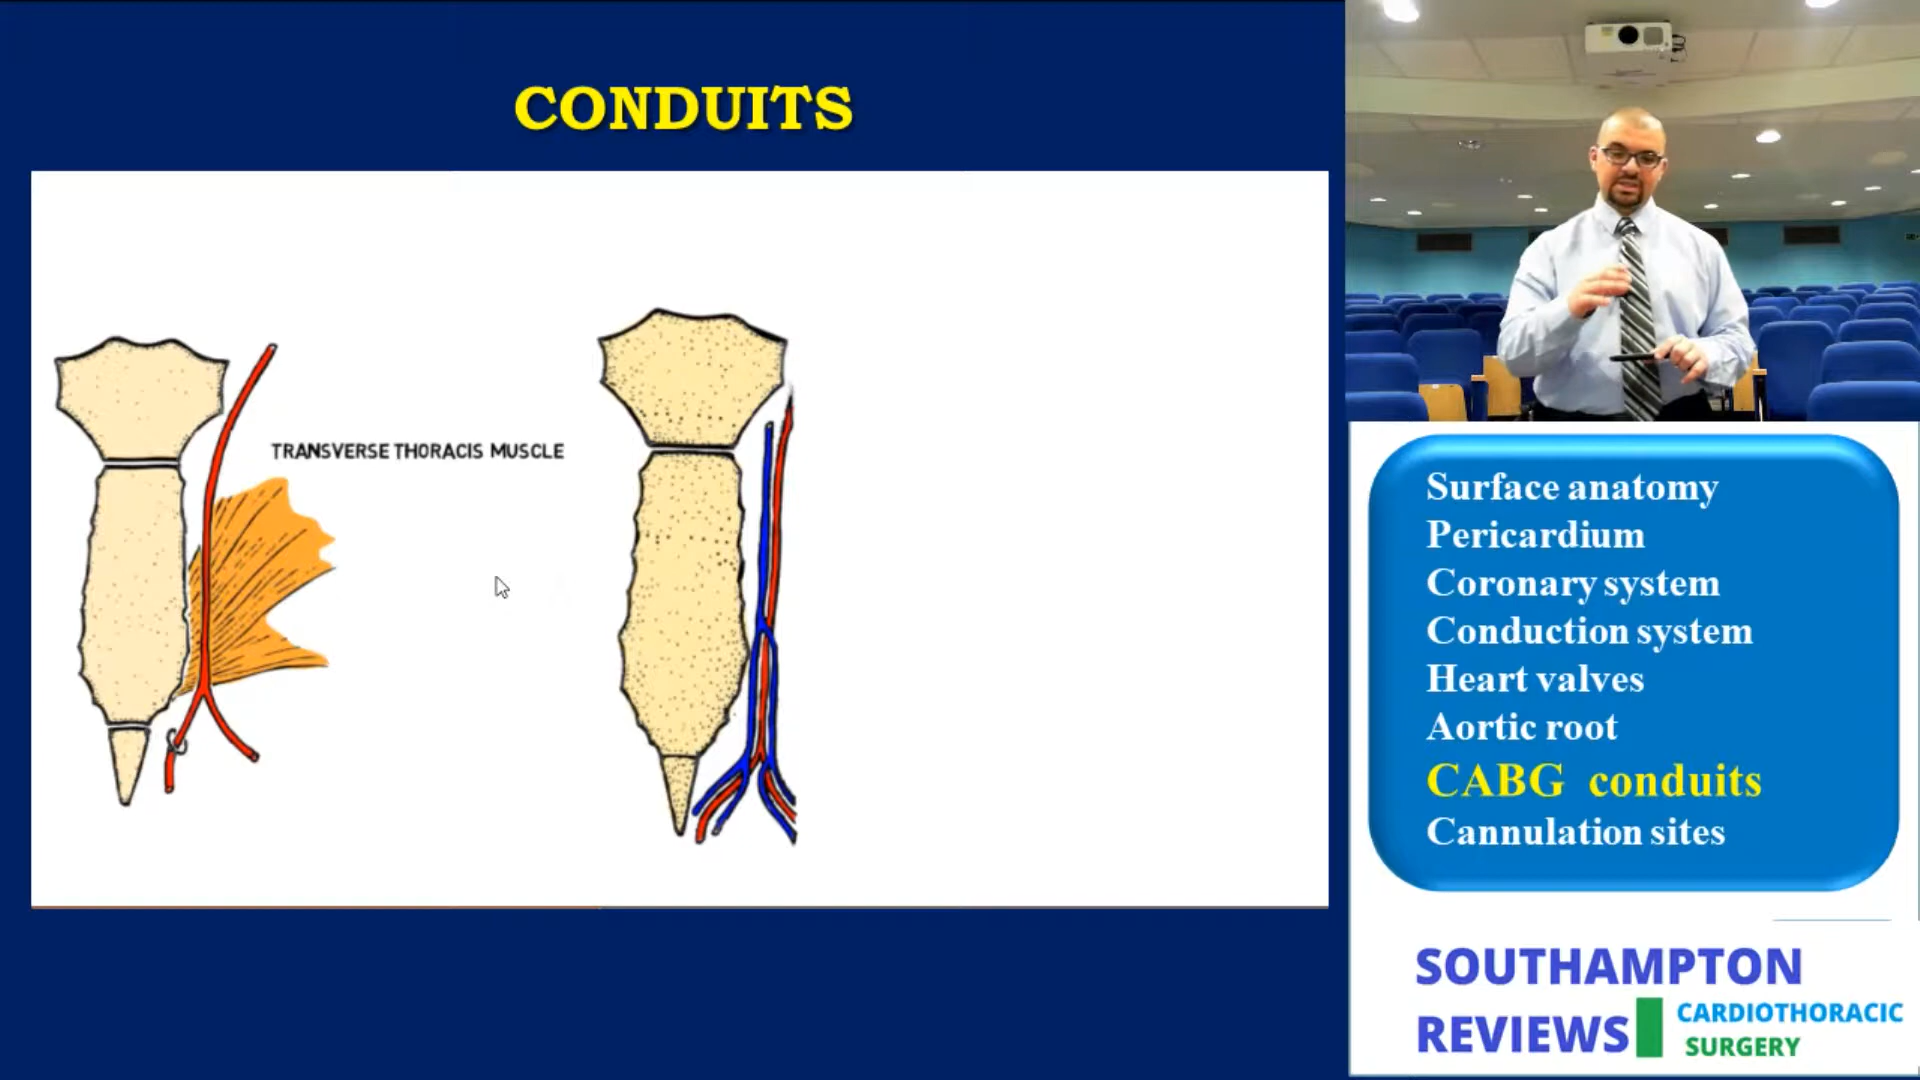 CONDUITS
TRANSVERSE THORACIS MUSCLE
Surface anatomy
Pericardium
Coronary system
Conduction system
Heart valves
Aortic root
CABG conduits
Cannulation sites
SOUTHAMPTON
REVIEWS
CARDIOTHORACIC
SURGERY